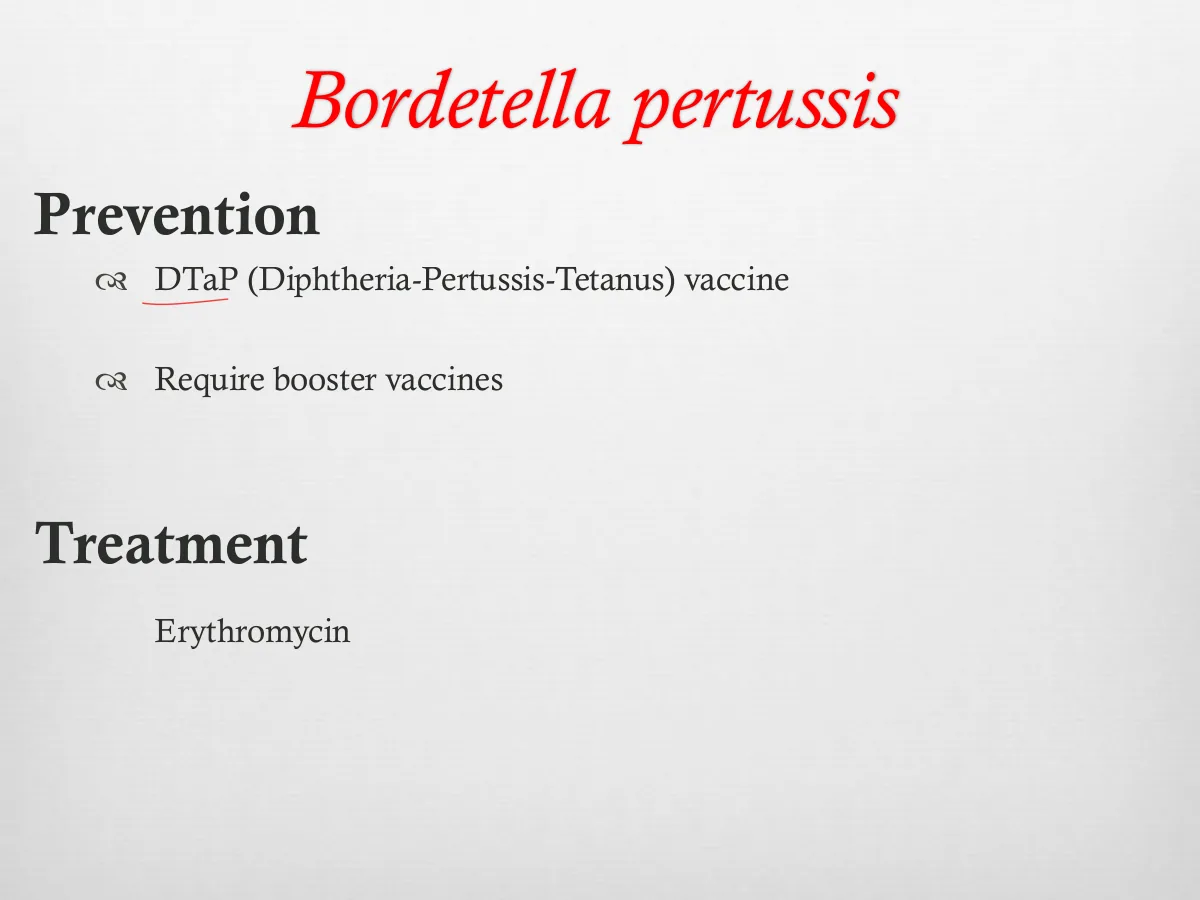 Bordetella pertussis
Prevention
DTaP (Diphtheria-Pertussis-Tetanus) vaccine
Require booster vaccines
Treatment
Erythromycin